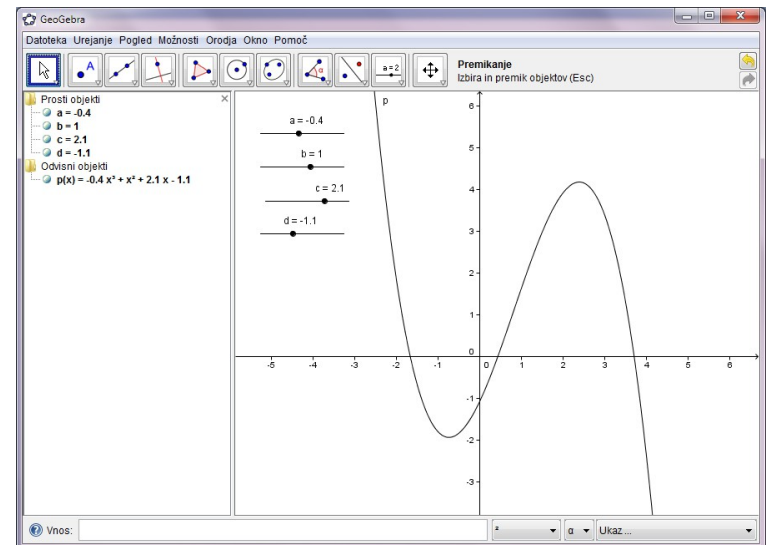 GeoGebra
Datoteka Urejanje Pogled Možnosti Orodja Okno Pomoč
A
α
a=2
Premikanje
Izbira in premik objektov (Esc)
Prosti objekti
a = -0.4
b = 1
c = 2.1
d = -1.1
Odvisni objekti
p(x) = -0.4 x³ + x² + 2.1 x - 1.1
p
a = -0.4
b = 1
c = 2.1
d = -1.1
6
5
4
3
2
1
0
-1
-2
-3
-5 -4 -3 -2 -1 0 1 2 3 4 5 6
Vnos:
²
α
Ukaz ...